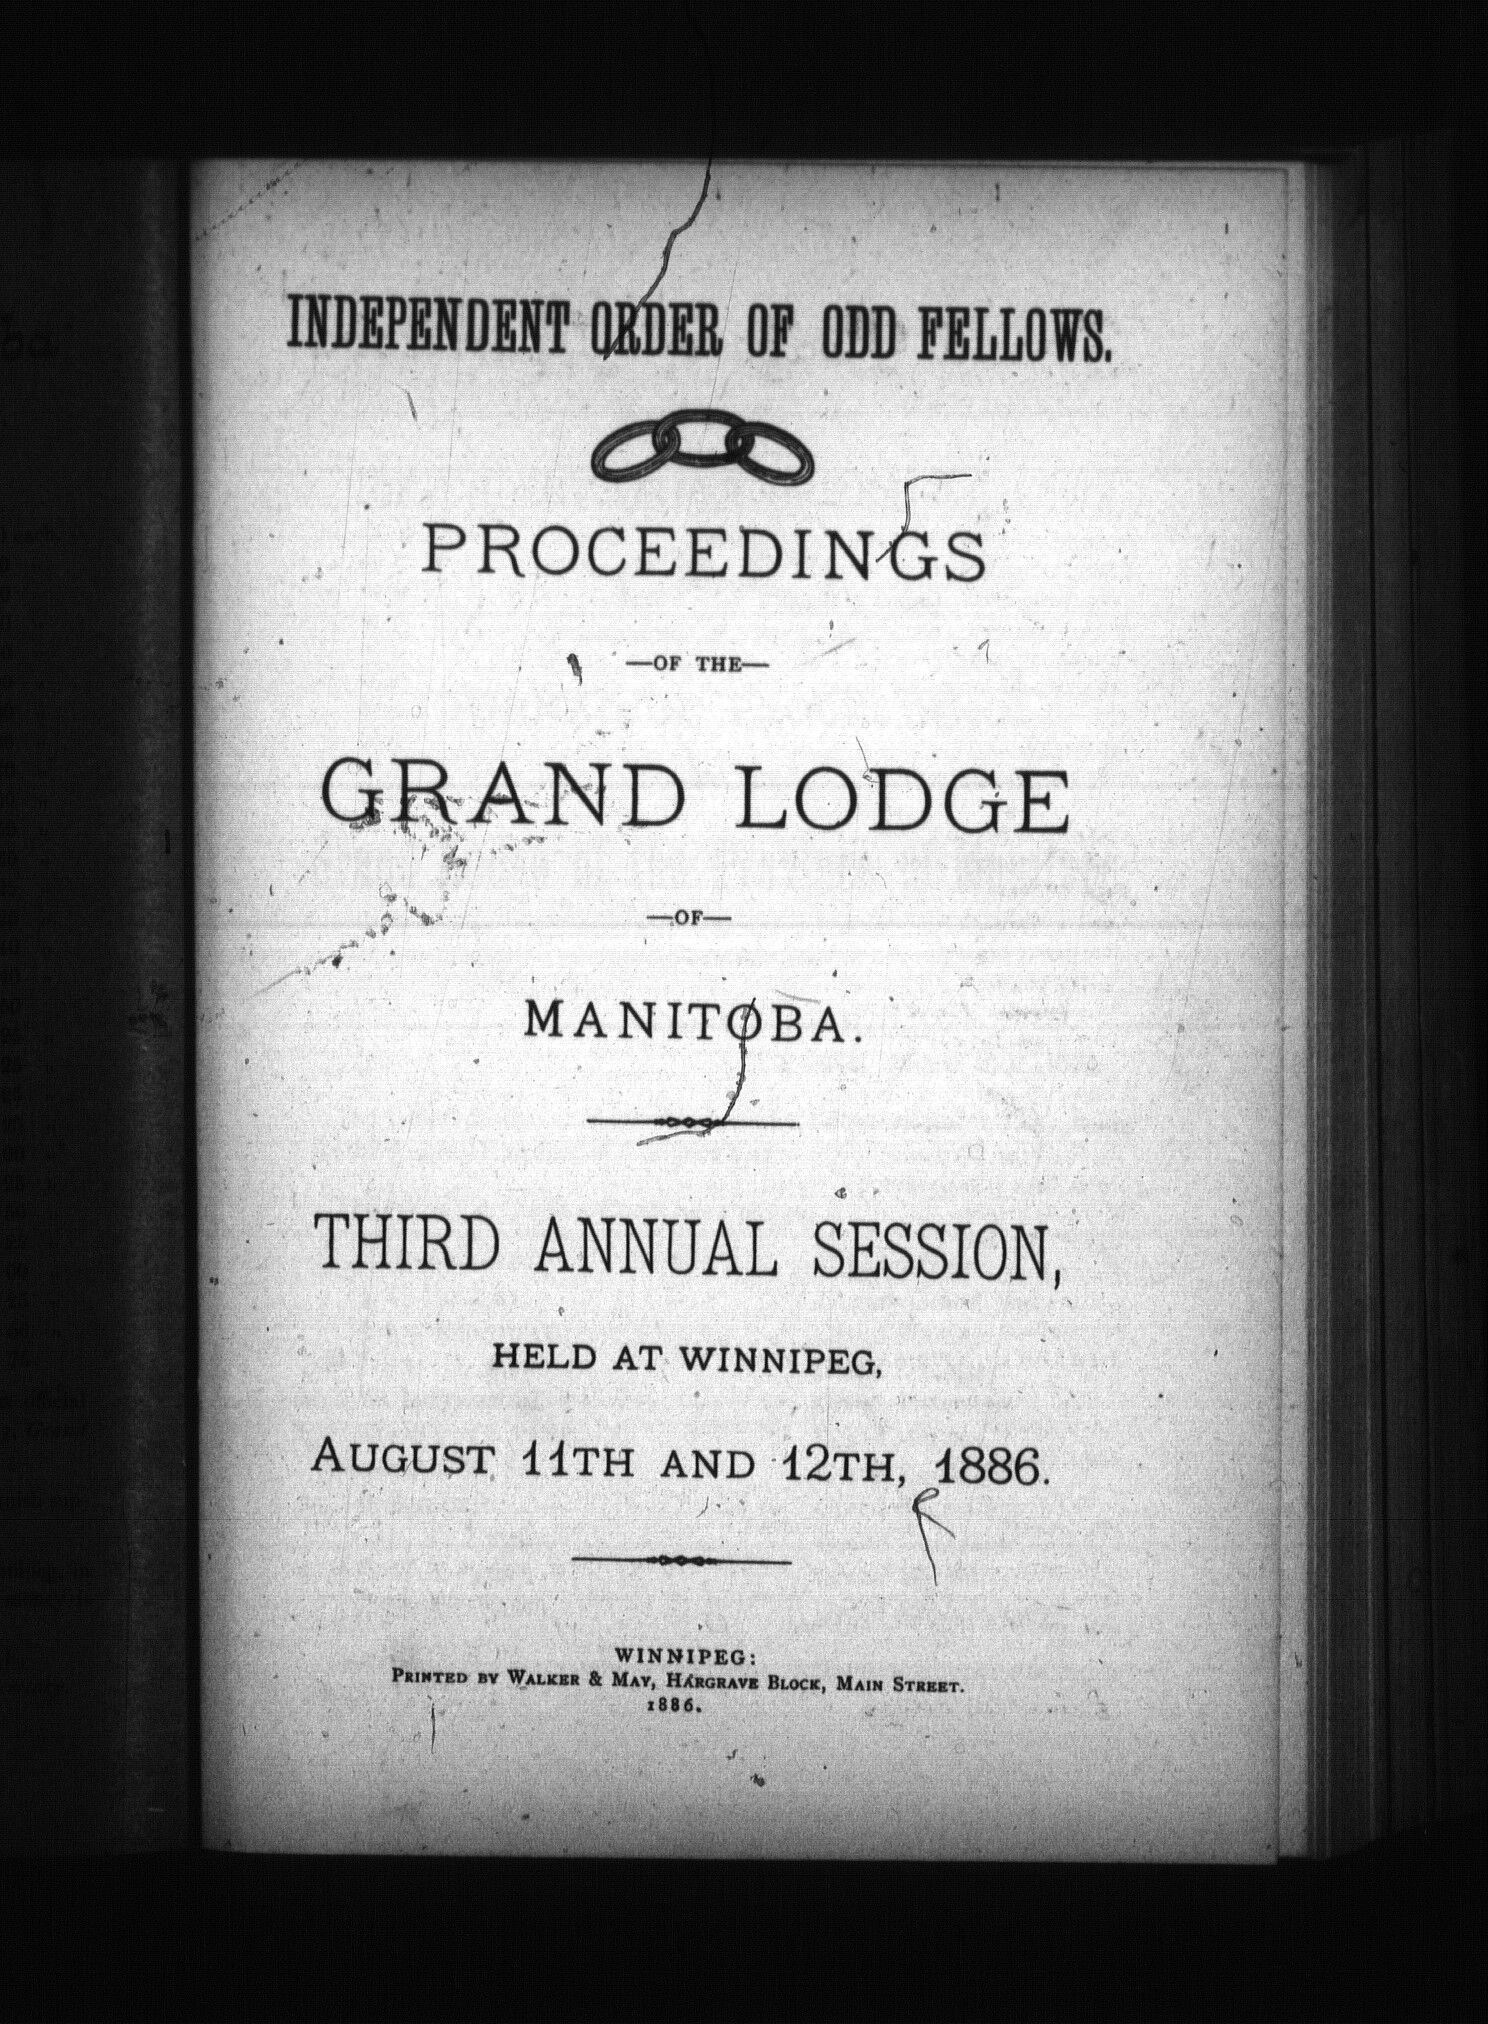 INDEPENDENT ORDER OF ODD FELLOWS.
PROCEEDINGS
—OF THE—
GRAND LODGE
—OF—
MANITOBA.
THIRD ANNUAL SESSION,
HELD AT WINNIPEG,
AUGUST 11TH AND 12TH, 1886.
WINNIPEG:
PRINTED BY WALKER & MAY, HARGRAVE BLOCK, MAIN STREET.
1886.